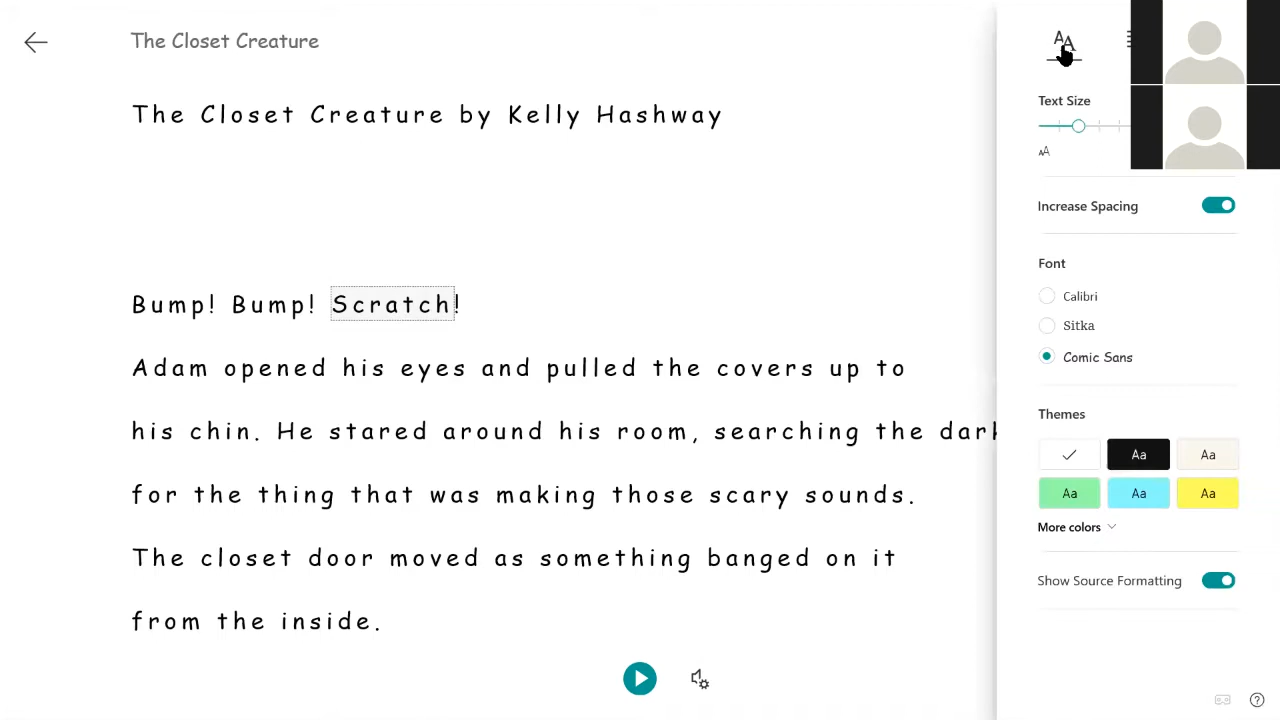 The Closet Creature
The Closet Creature by Kelly Hashway
Bump! Bump! Scratch!
Adam opened his eyes and pulled the covers up to
his chin. He stared around his room, searching the dark
for the thing that was making those scary sounds.
The closet door moved as something banged on it
from the inside.
AA
Text Size
AA
Increase Spacing
Font
Calibri
Sitka
Comic Sans
Themes
Aa Aa
Aa Aa Aa
More colors
Show Source Formatting